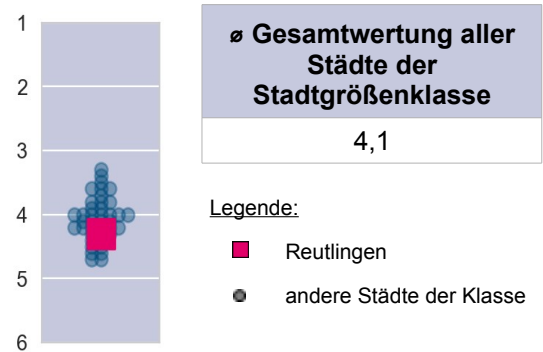 1
2
3
4
5
6
ø Gesamtwertung aller
Städte der
Stadtgrößenklasse
4,1
Legende:
Reutlingen
andere Städte der Klasse